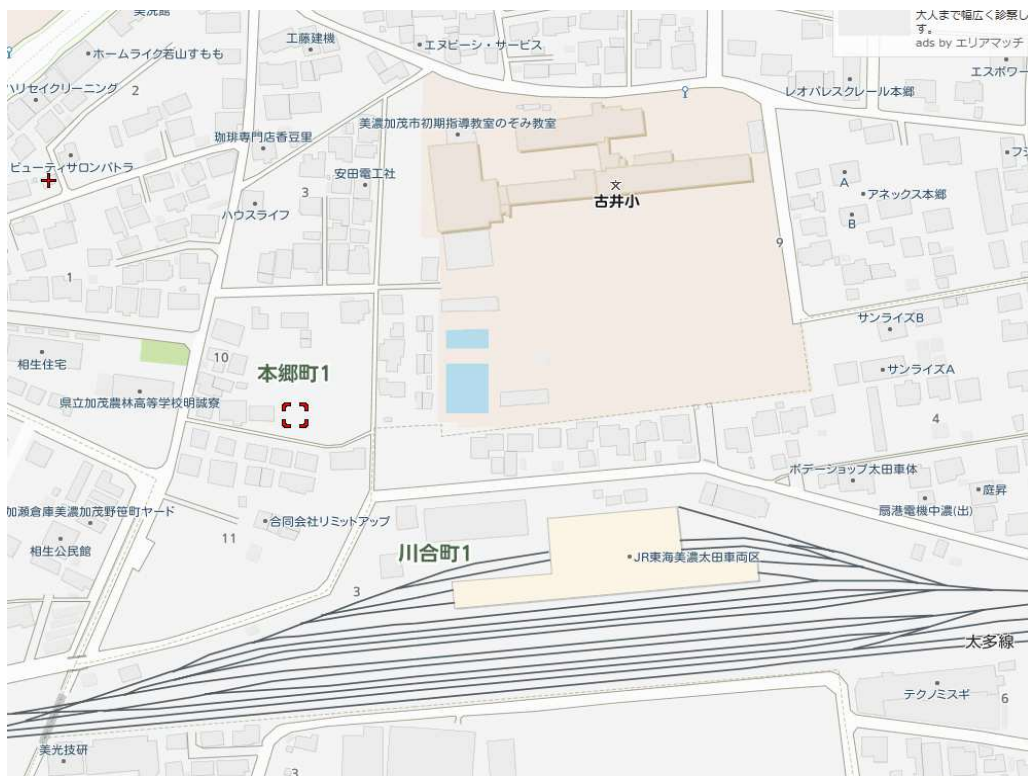 美洗館
大人まで幅広く診察し
す。
ads by エリアマッチ
工藤建機
エヌビーシ・サービス
ホームライク若山すもも
エスポワー
ハリセイクリーニング
2
レオパレスクレール本郷
美濃加茂市初期指導教室のぞみ教室
珈琲専門店香豆里
フジ
ビューティサロンパトラ
安田電工社
文
A
3
アネックス本郷
古井小
ハウスライフ
B
9
1
サンライズB
相生住宅
10
本郷町1
サンライズA
県立加茂農林高等学校明誠寮
4
ボデーショップ太田車体
庭昇
加瀬倉庫美濃加茂野笹町ヤード
合同会社リミットアップ
扇港電機中濃(出)
11
相生公民館
川合町1
JR東海美濃太田車両区
3
太多線
テクノミスギ
6
美光技研
3